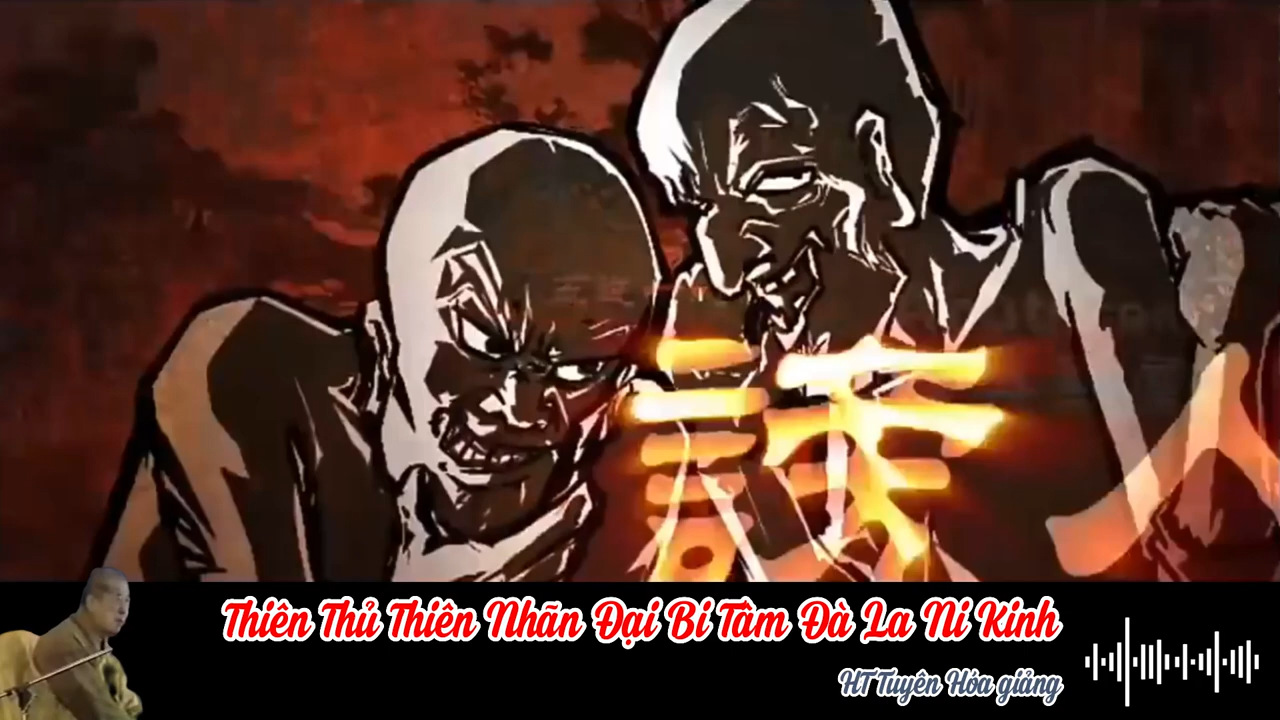 Thiên Thủ Thiên Nhãn Đại Bi Tâm Đà La Ni Kinh
HT Tuyên Hóa giảng